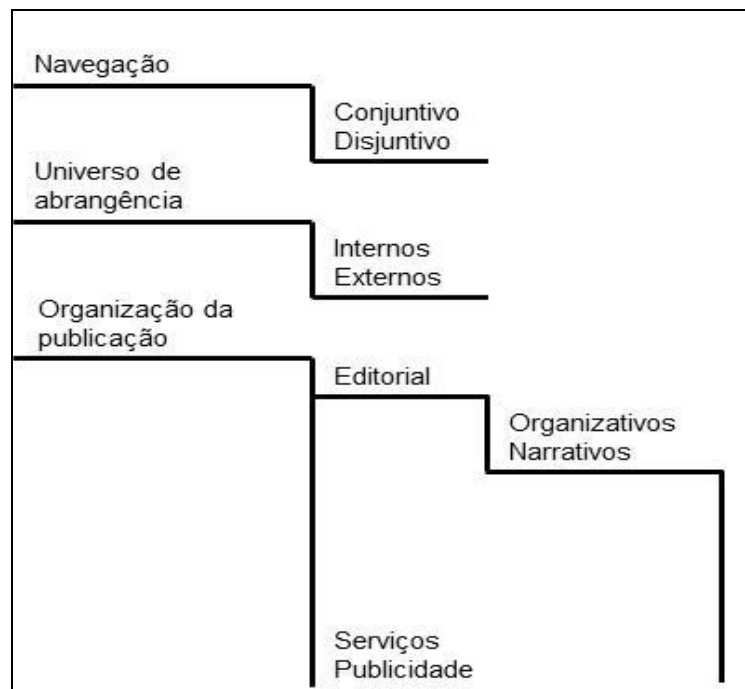 Navegação
Conjuntivo
Disjuntivo
Universo de
abrangência
Internos
Externos
Organização da
publicação
Editorial
Organizativos
Narrativos
Serviços
Publicidade